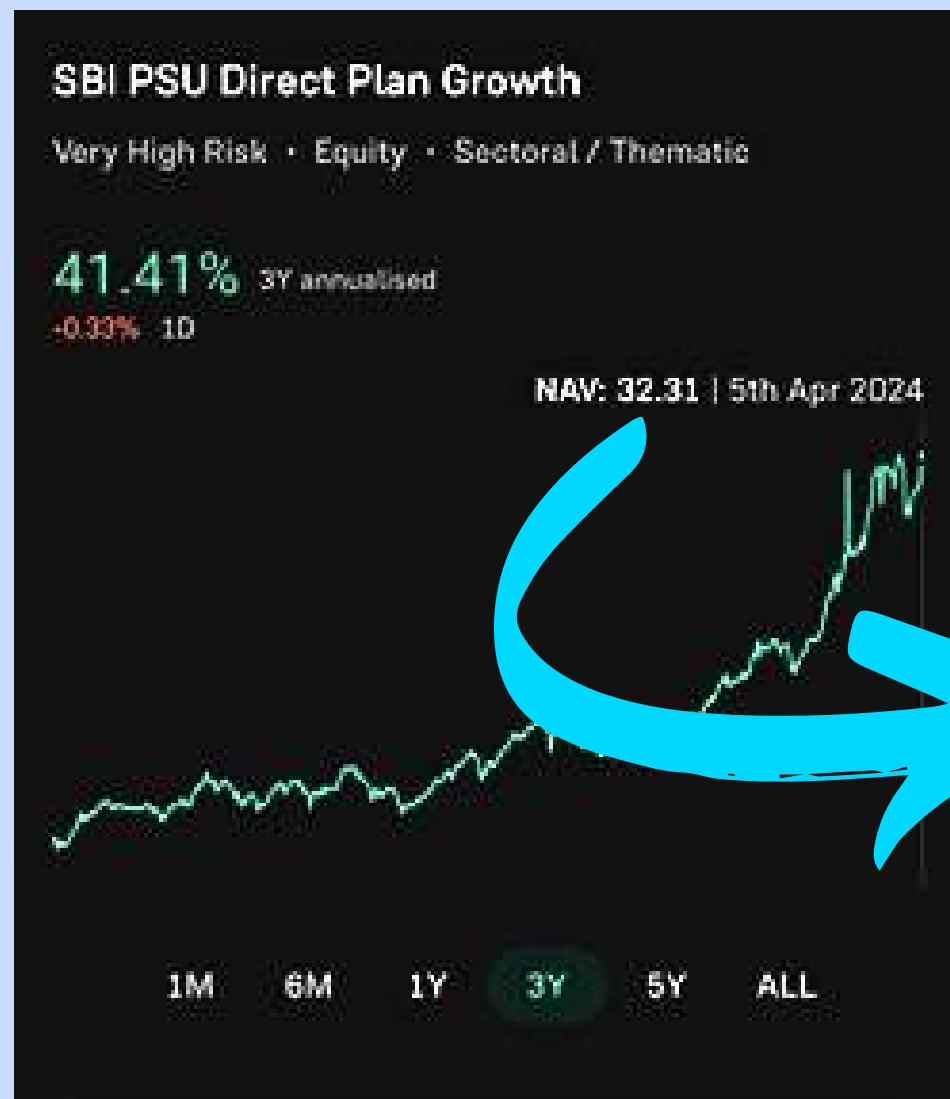 SBI PSU Direct Plan Growth
Very High Risk · Equity · Sectoral / Thematic
41.41% 3Y annualised
-0.33% 1D
NAV: 32.31 | 5th Apr 2024
1M 6M 1Y 3Y 5Y ALL